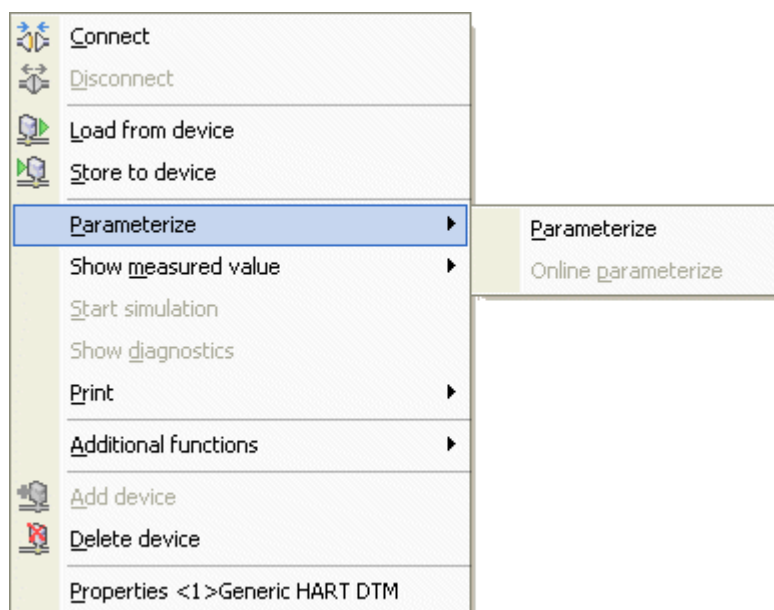 Connect
Disconnect
Load from device
Store to device
Parameterize
Parameterize
Show measured value
Online parameterize
Start simulation
Show diagnostics
Print
Additional functions
Add device
Delete device
Properties <1>Generic HART DTM